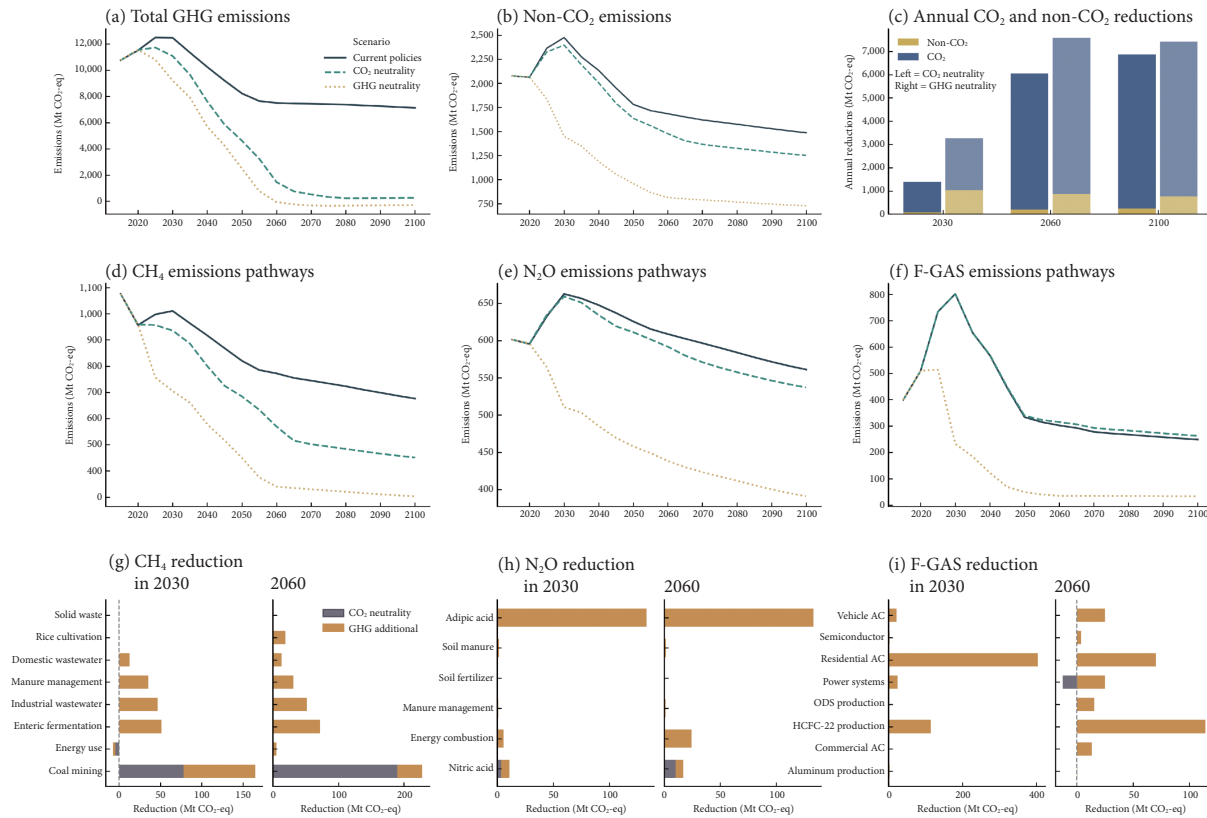 (a) Total GHG emissions
Emissions (Mt CO₂-eq)
12,000
10,000
8,000
6,000
4,000
2,000
0
2020 2030 2040 2050 2060 2070 2080 2090 2100
Scenario
Current policies
CO₂ neutrality
GHG neutrality
(b) Non-CO₂ emissions
Emissions (Mt CO₂-eq)
2,500
2,250
2,000
1,750
1,500
1,250
1,000
750
2020 2030 2040 2050 2060 2070 2080 2090 2100
(c) Annual CO₂ and non-CO₂ reductions
Annual reductions (Mt CO₂-eq)
7,000
6,000
5,000
4,000
3,000
2,000
1,000
0
Non-CO₂
CO₂
Left = CO₂ neutrality
Right = GHG neutrality
2030 2060 2100
(d) CH₄ emissions pathways
Emissions (Mt CO₂-eq)
1,100
1,000
900
800
700
600
500
400
0
2020 2030 2040 2050 2060 2070 2080 2090 2100
(e) N₂O emissions pathways
Emissions (Mt CO₂-eq)
650
600
550
500
450
400
2020 2030 2040 2050 2060 2070 2080 2090 2100
(f) F-GAS emissions pathways
Emissions (Mt CO₂-eq)
800
700
600
500
400
300
200
100
0
2020 2030 2040 2050 2060 2070 2080 2090 2100
(g) CH₄ reduction
in 2030 2060
Solid waste
Rice cultivation
Domestic wastewater
Manure management
Industrial wastewater
Enteric fermentation
Energy use
Coal mining
CO₂ neutrality
GHG additional
0 50 100 150
0 100 200
Reduction (Mt CO₂-eq) Reduction (Mt CO₂-eq)
(h) N₂O reduction
in 2030 2060
Adipic acid
Soil manure
Soil fertilizer
Manure management
Energy combustion
Nitric acid
0 50 100
0 50 100
Reduction (Mt CO₂-eq) Reduction (Mt CO₂-eq)
(i) F-GAS reduction
in 2030 2060
Vehicle AC
Semiconductor
Residential AC
Power systems
ODS production
HCFC-22 production
Commercial AC
Aluminum production
0 200 400
0 50 100
Reduction (Mt CO₂-eq) Reduction (Mt CO₂-eq)